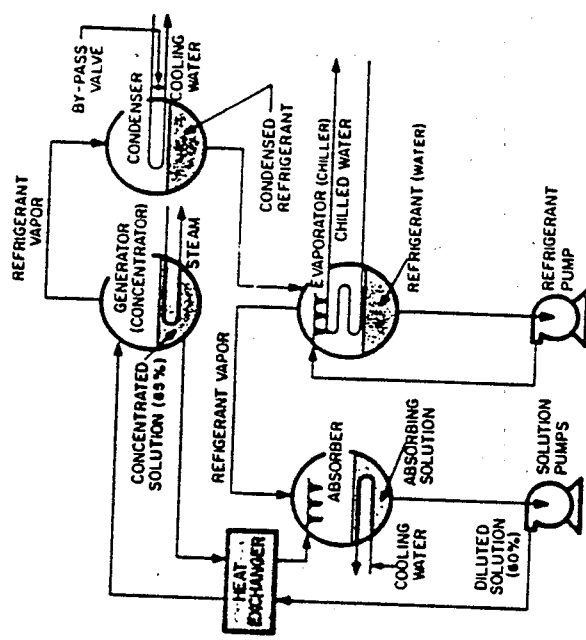 REFRIGERANT
VAPOR
BY-PASS
VALVE
GENERATOR
(CONCENTRATOR)
STEAM
CONDENSER
COOLING
WATER
CONCENTRATED
SOLUTION (65%)
CONDENSED
REFRIGERANT
REFRIGERANT VAPOR
EVAPORATOR (CHILLER)
CHILLED WATER
REFRIGERANT (WATER)
HEAT
EXCHANGER
ABSORBER
ABSORBING
SOLUTION
COOLING
WATER
DILUTED
SOLUTION
(60%)
SOLUTION
PUMPS
REFRIGERANT
PUMP